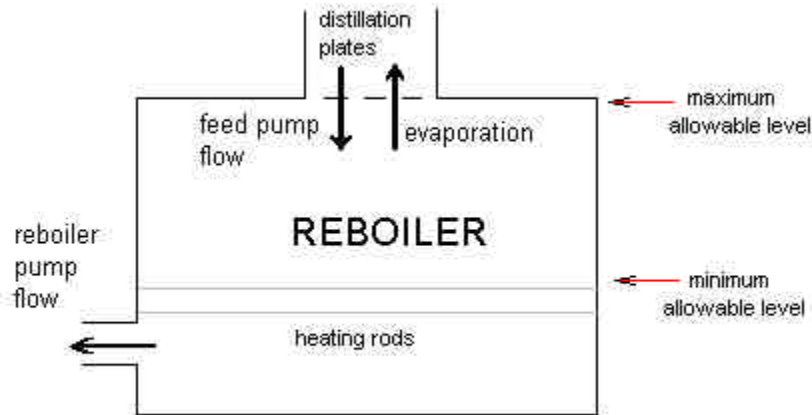 distillation
plates
maximum
allowable level
feed pump
flow
evaporation
REBOILER
reboiler
pump
flow
minimum
allowable level
heating rods